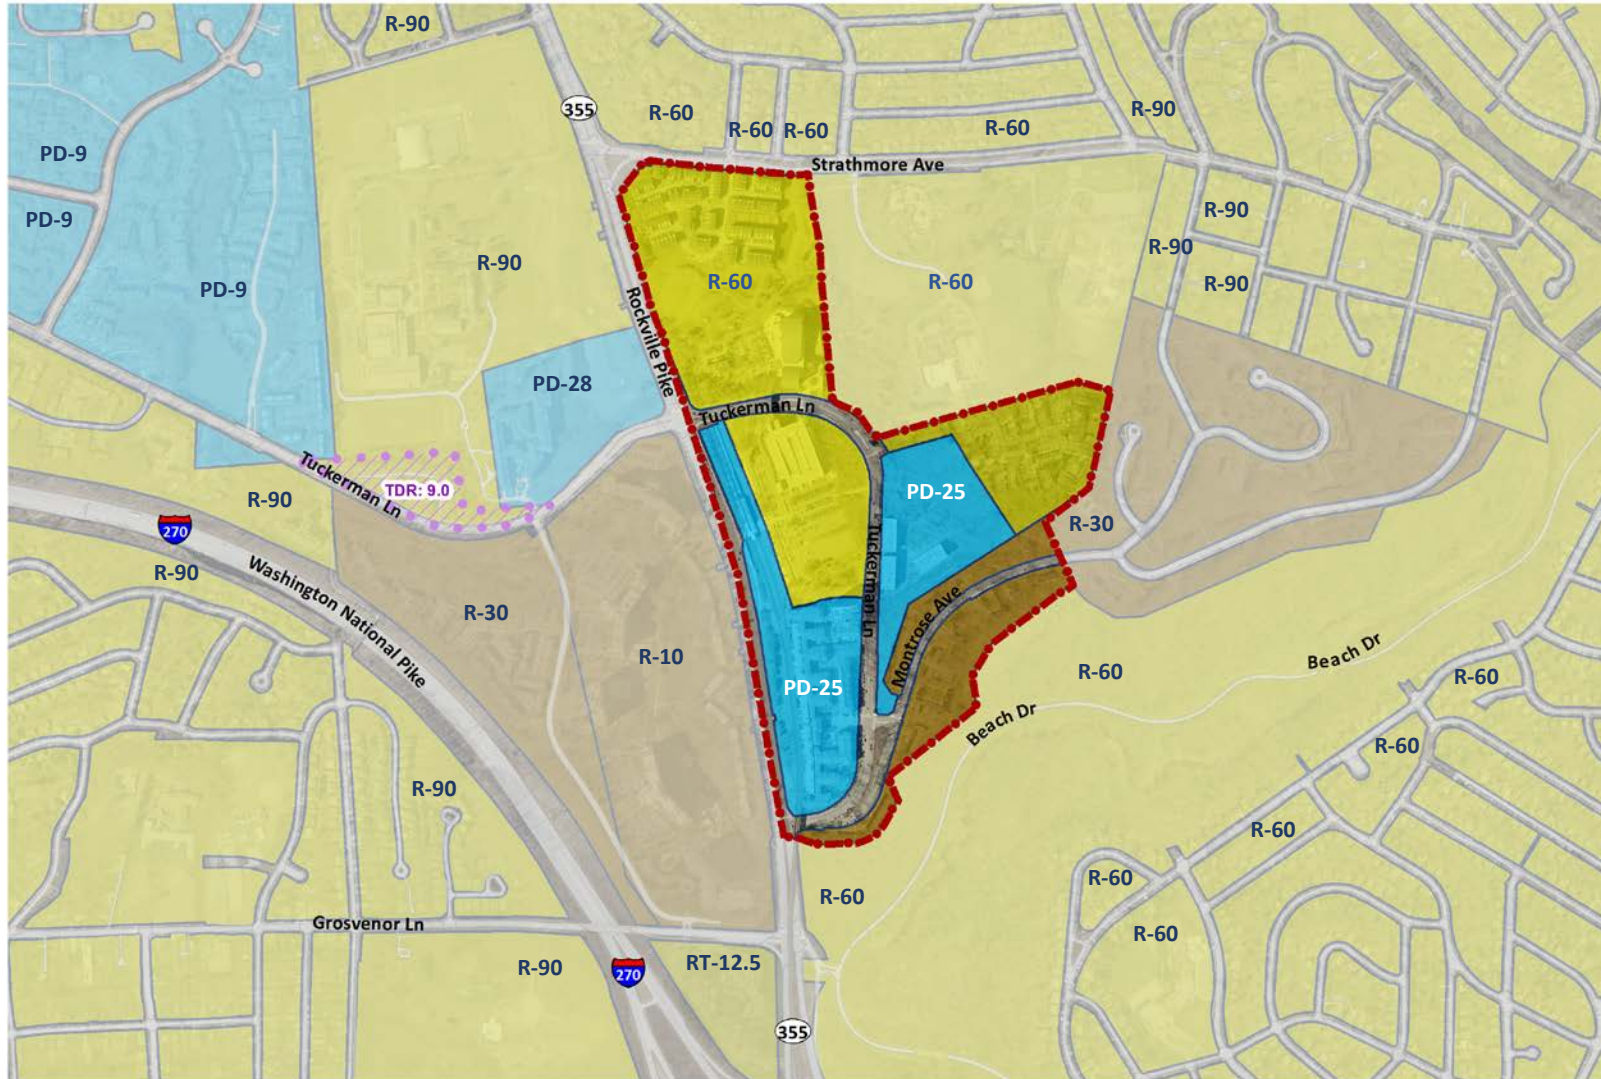 R-90
355
R-60
R-60
R-60
R-60
R-90
Strathmore Ave
PD-9
PD-9
PD-9
R-90
R-60
R-60
R-90
R-90
R-90
Rockville Pike
PD-28
Tuckerman Ln
Tuckerman Ln
TDR: 9.0
R-90
270
R-90
Washington National Pike
PD-25
R-30
Tuckerman Ln
Montrose Ave
R-30
R-10
PD-25
R-60
Beach Dr
Beach Dr
R-60
R-60
R-90
R-60
R-60
R-60
R-60
Grosvenor Ln
R-90
270
RT-12.5
355